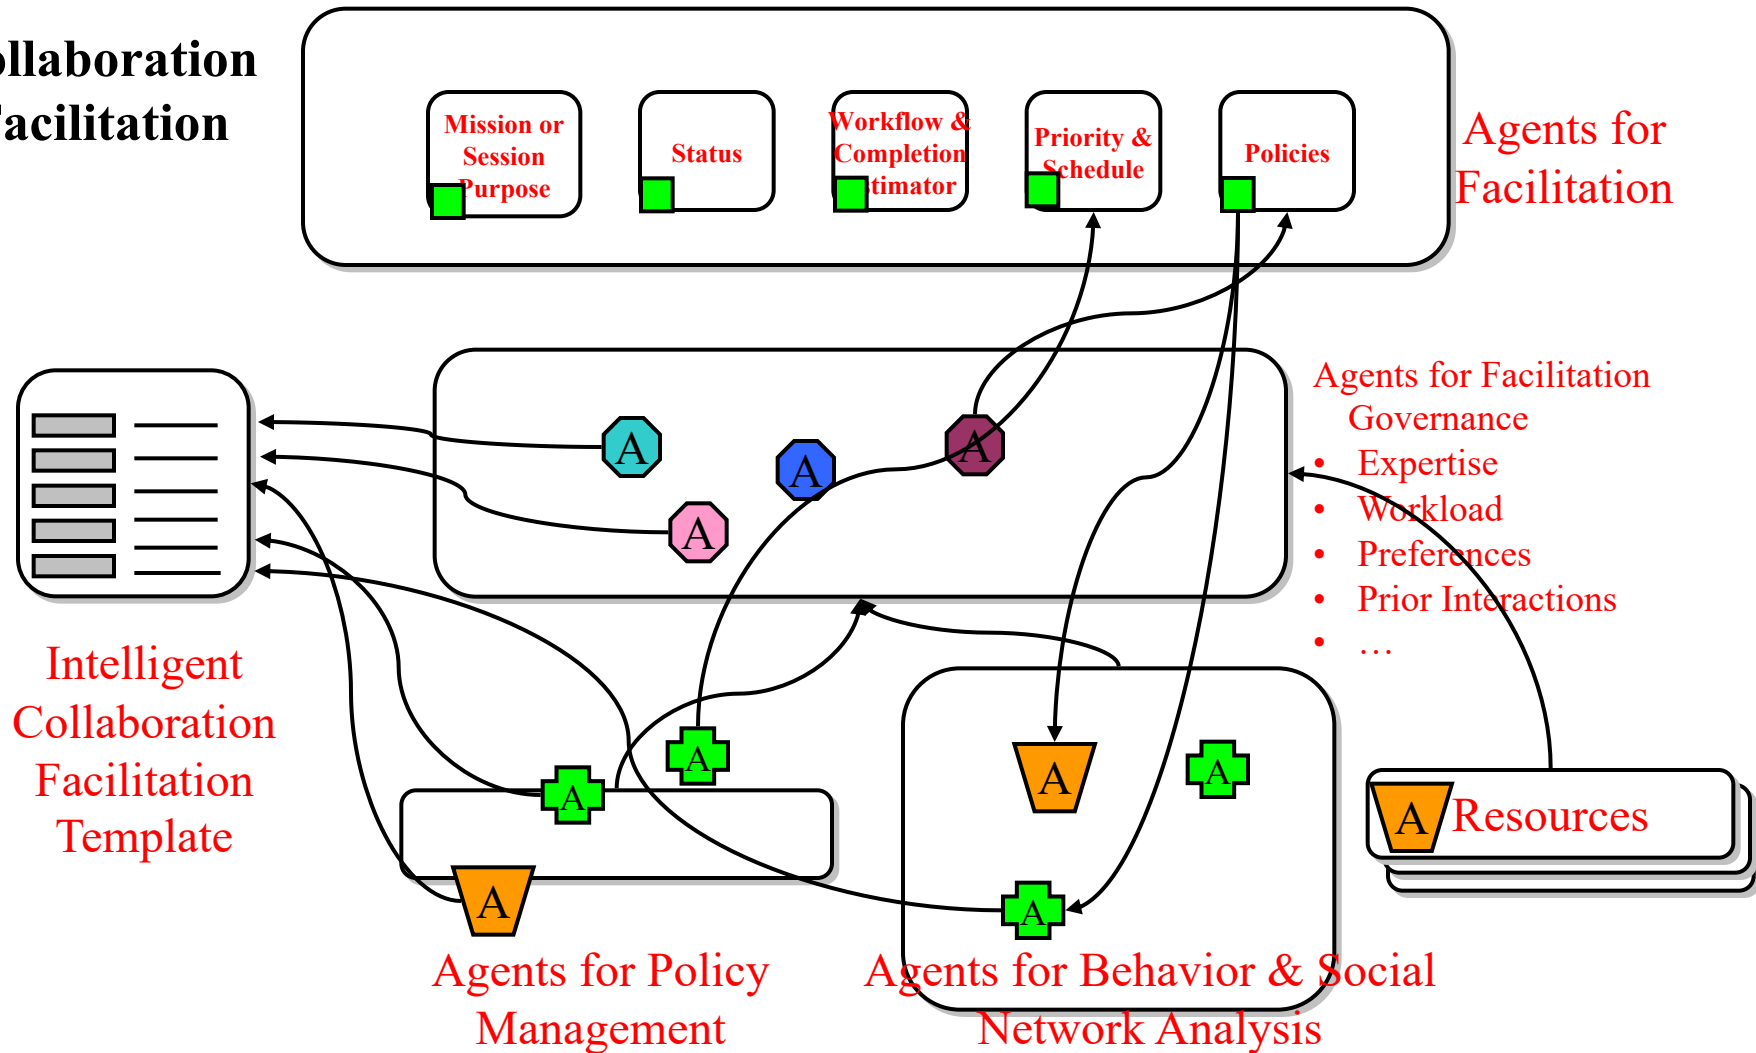 ollaboration
acilitation
Mission or
Session
Purpose
Status
Workflow &
Completion
stimator
Priority &
Schedule
Policies
Agents for
Facilitation
A
A
A
A
Agents for Facilitation
Governance
• Expertise
• Workload
• Preferences
• Prior Interactions
• …
Intelligent
Collaboration
Facilitation
Template
A
A
A
Agents for Policy
Management
A
A
A
Agents for Behavior & Social
Network Analysis
A Resources